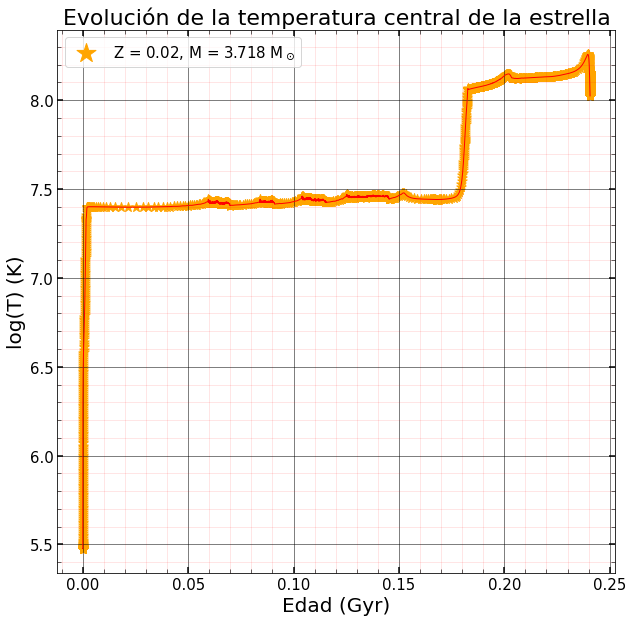 Evolución de la temperatura central de la estrella
Z = 0.02, M = 3.718 M⊙
log(T) (K)
8.0
7.5
7.0
6.5
6.0
5.5
0.00 0.05 0.10 0.15 0.20 0.25
Edad (Gyr)